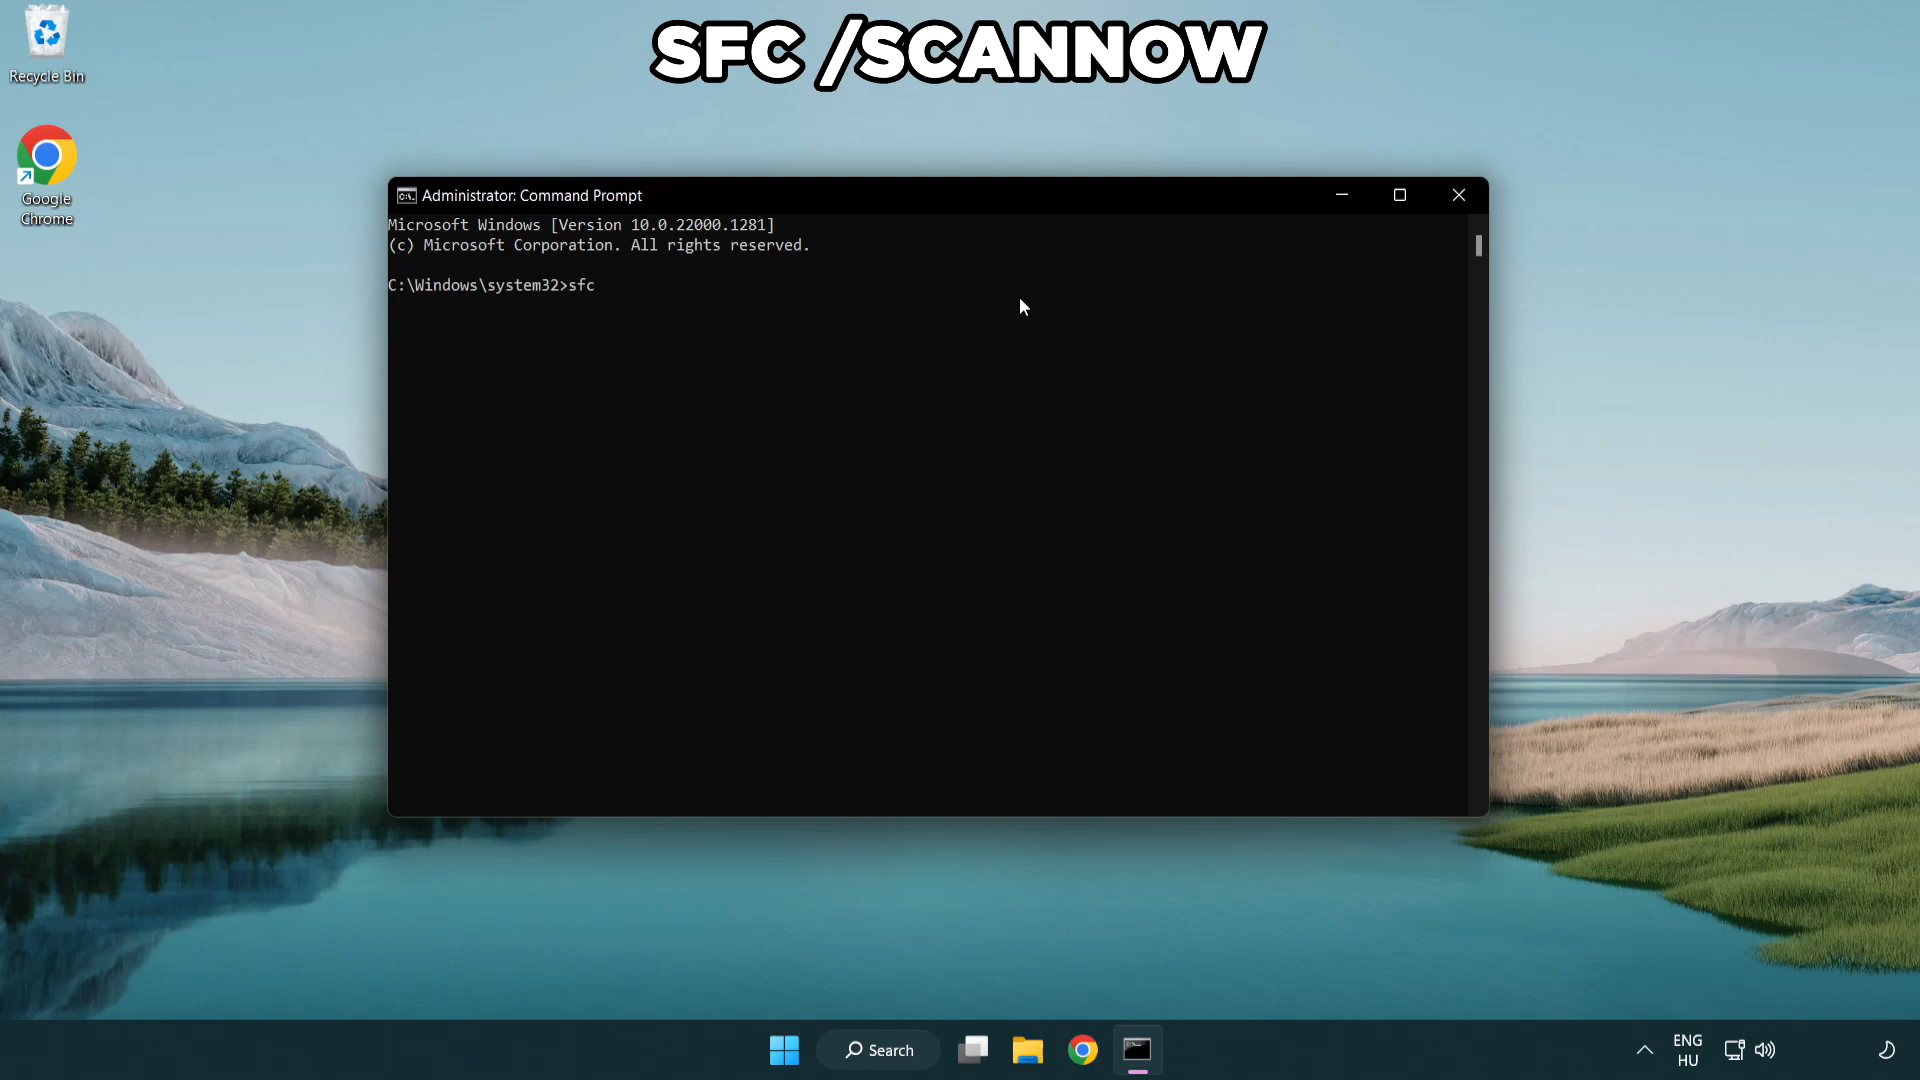 SFC /SCANNOW
Recycle Bin
Google
Chrome
Administrator: Command Prompt
Microsoft Windows [Version 10.0.22000.1281]
(c) Microsoft Corporation. All rights reserved.
C:\Windows\system32>sfc
Search
ENG
HU